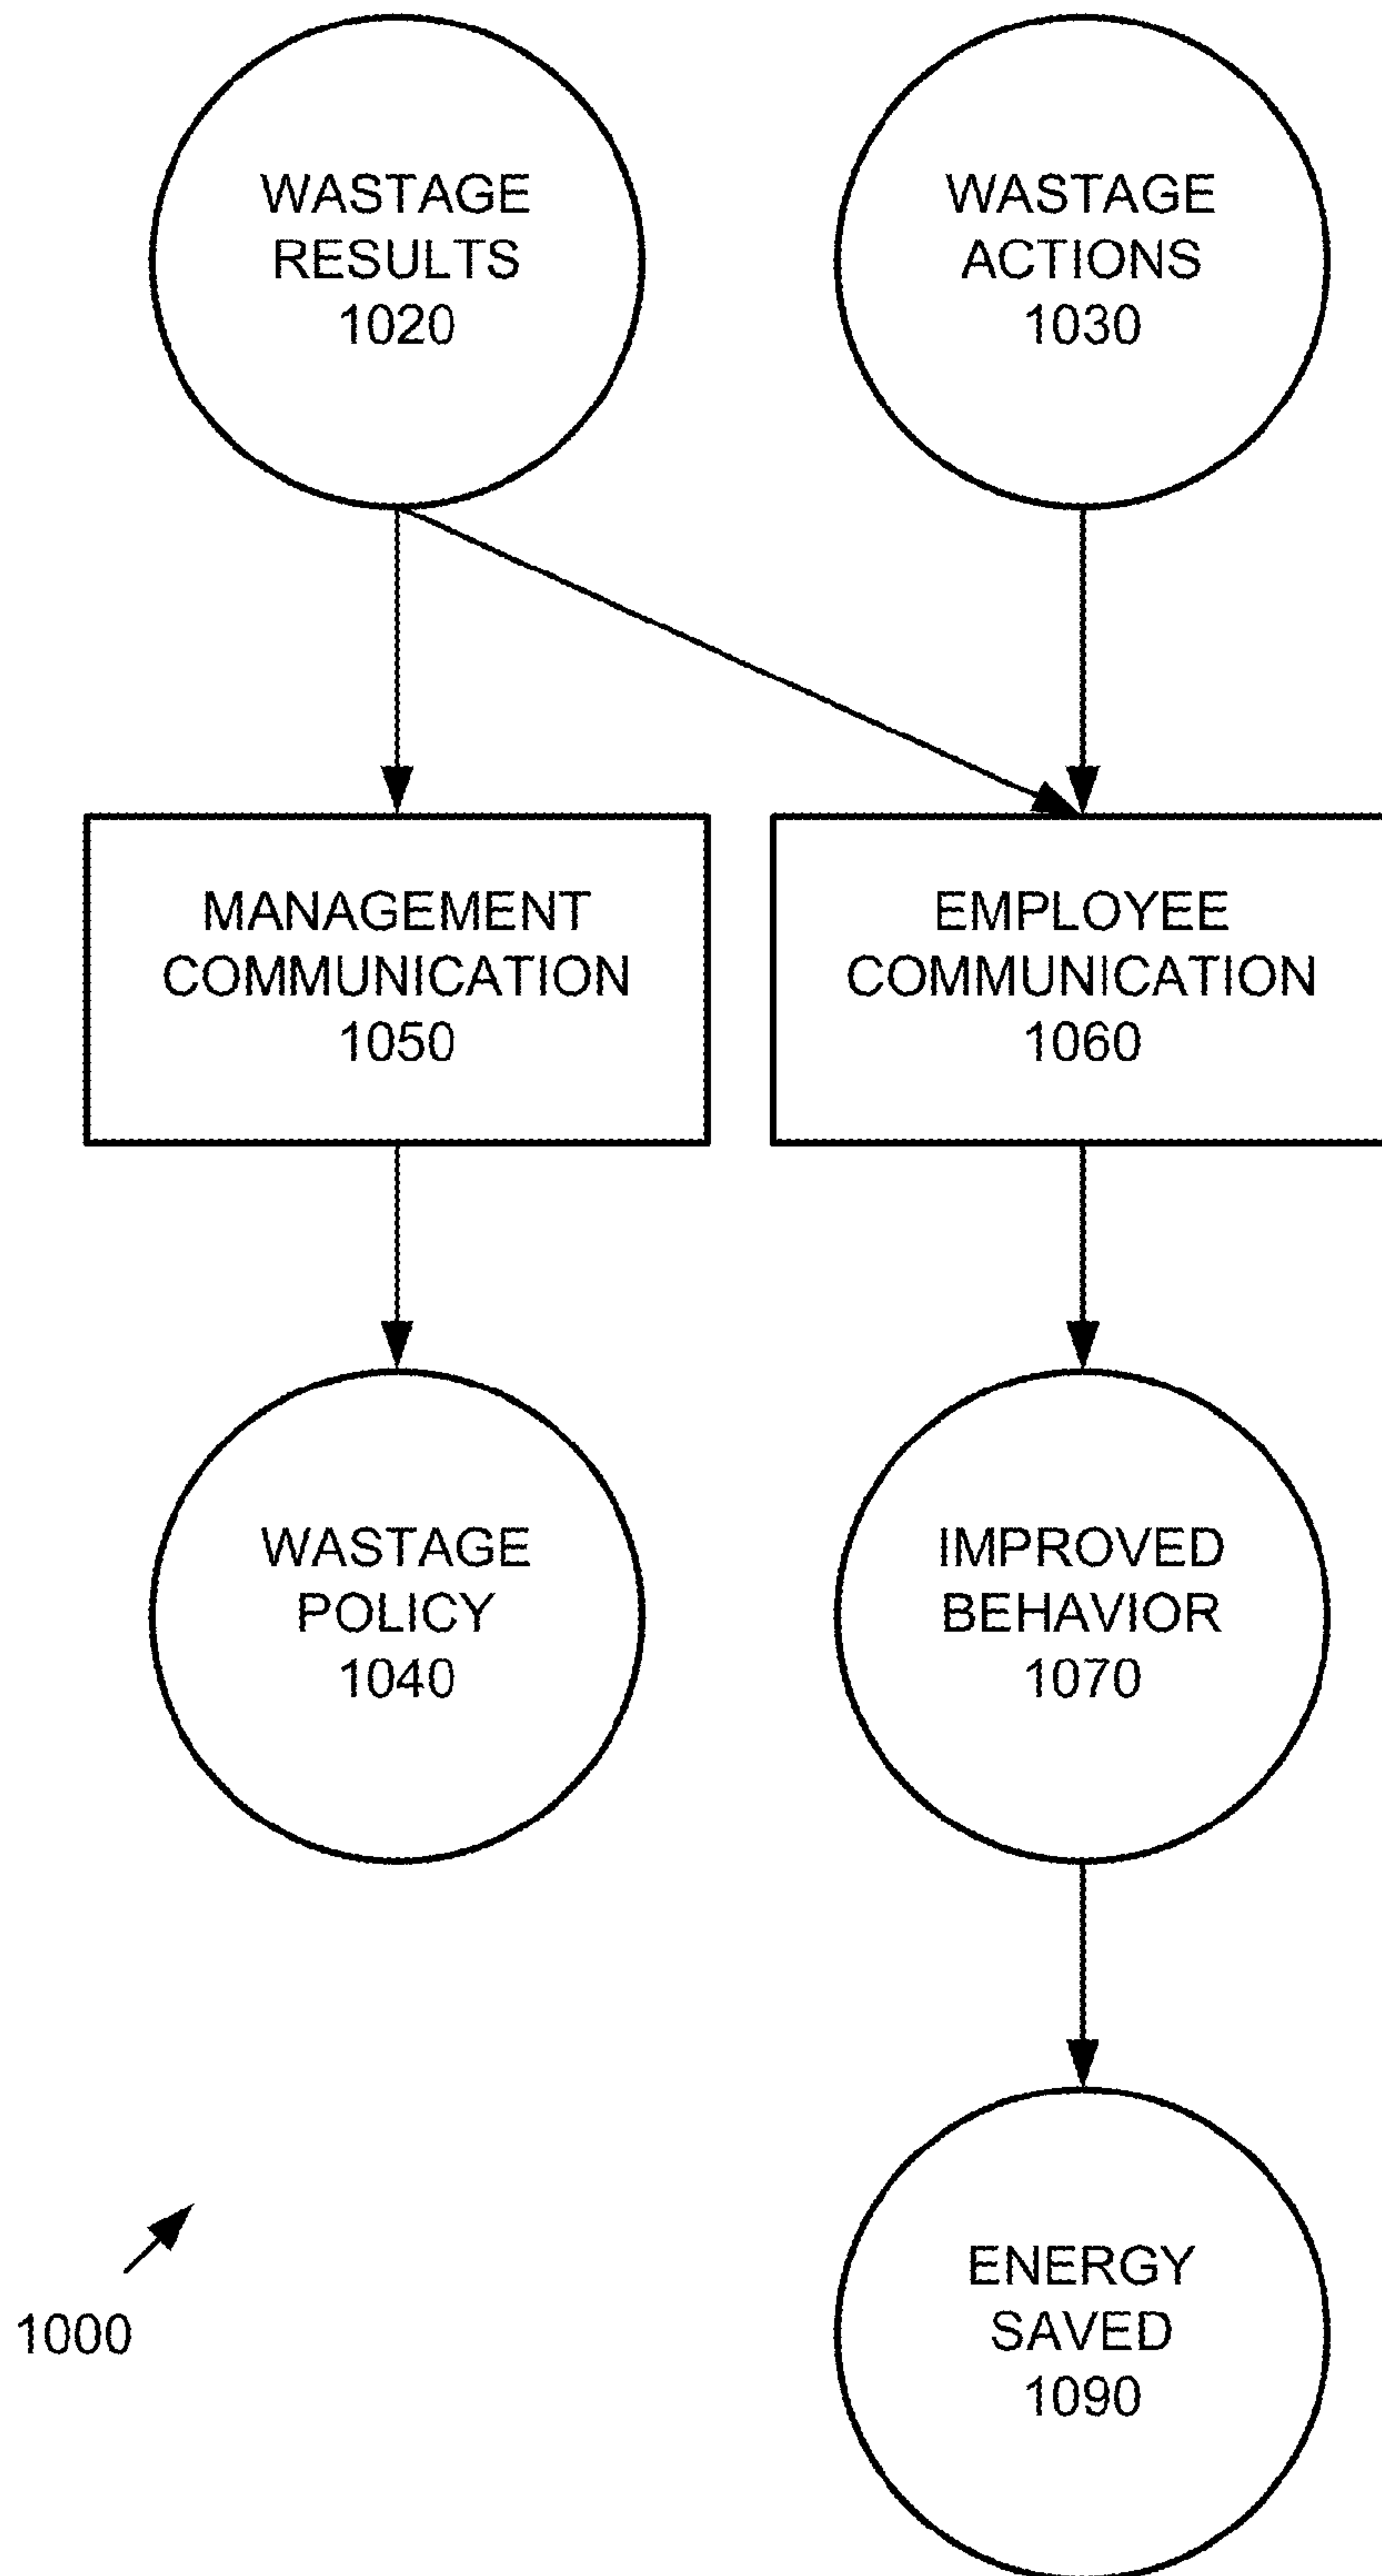 WASTAGE
RESULTS
1020
WASTAGE
ACTIONS
1030
MANAGEMENT
COMMUNICATION
1050
EMPLOYEE
COMMUNICATION
1060
WASTAGE
POLICY
1040
IMPROVED
BEHAVIOR
1070
ENERGY
SAVED
1090
1000